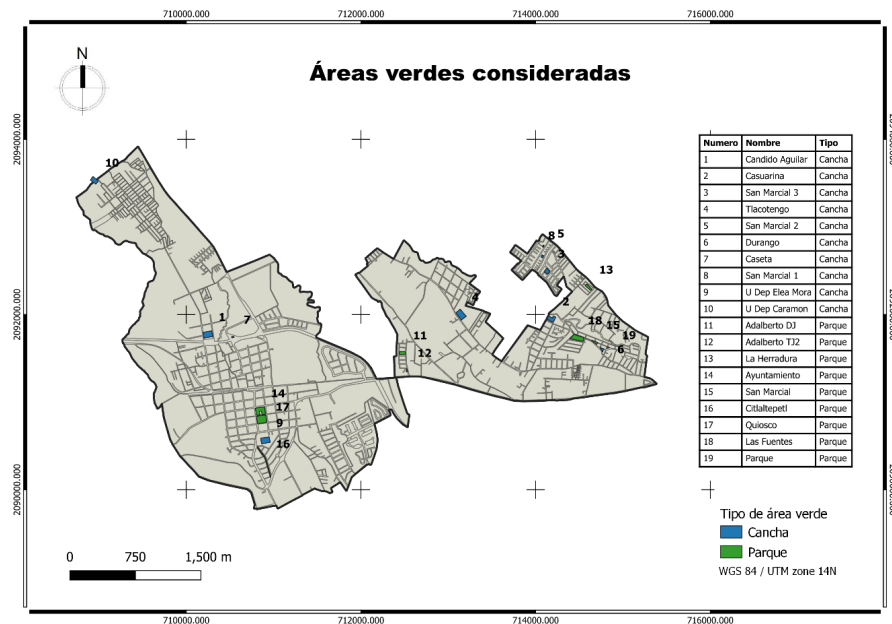 710000.000 712000.000 714000.000 716000.000
N
Áreas verdes consideradas
2094000.000
2092000.000
2090000.000
10
1
7
14
17
9
16
11
12
4
8 5
3
13
2
18 15
19
6
Numero Nombre Tipo
1 Candido Aguilar Cancha
2 Casuarina Cancha
3 San Marcial 3 Cancha
4 Tlacotengo Cancha
5 San Marcial 2 Cancha
6 Durango Cancha
7 Caseta Cancha
8 San Marcial 1 Cancha
9 U Dep Elea Mora Cancha
10 U Dep Caramon Cancha
11 Adalberto DJ Parque
12 Adalberto TJ2 Parque
13 La Herradura Parque
14 Ayuntamiento Parque
15 San Marcial Parque
16 Citlaltepetl Parque
17 Quiosco Parque
18 Las Fuentes Parque
19 Parque Parque
Tipo de área verde
Cancha
Parque
WGS 84 / UTM zone 14N
0 750 1,500 m
710000.000 712000.000 714000.000 716000.000